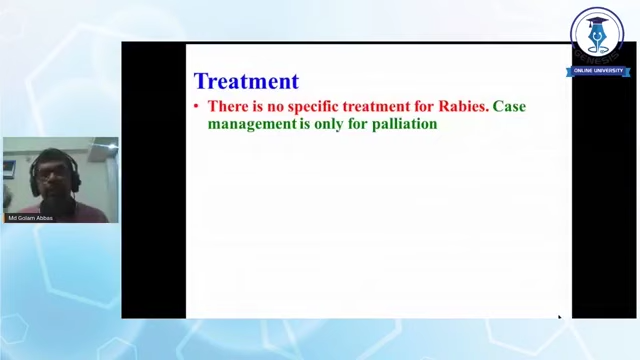 GENESIS
ONLINE UNIVERSITY
Treatment
• There is no specific treatment for Rabies. Case
management is only for palliation
Md Golam Abbas